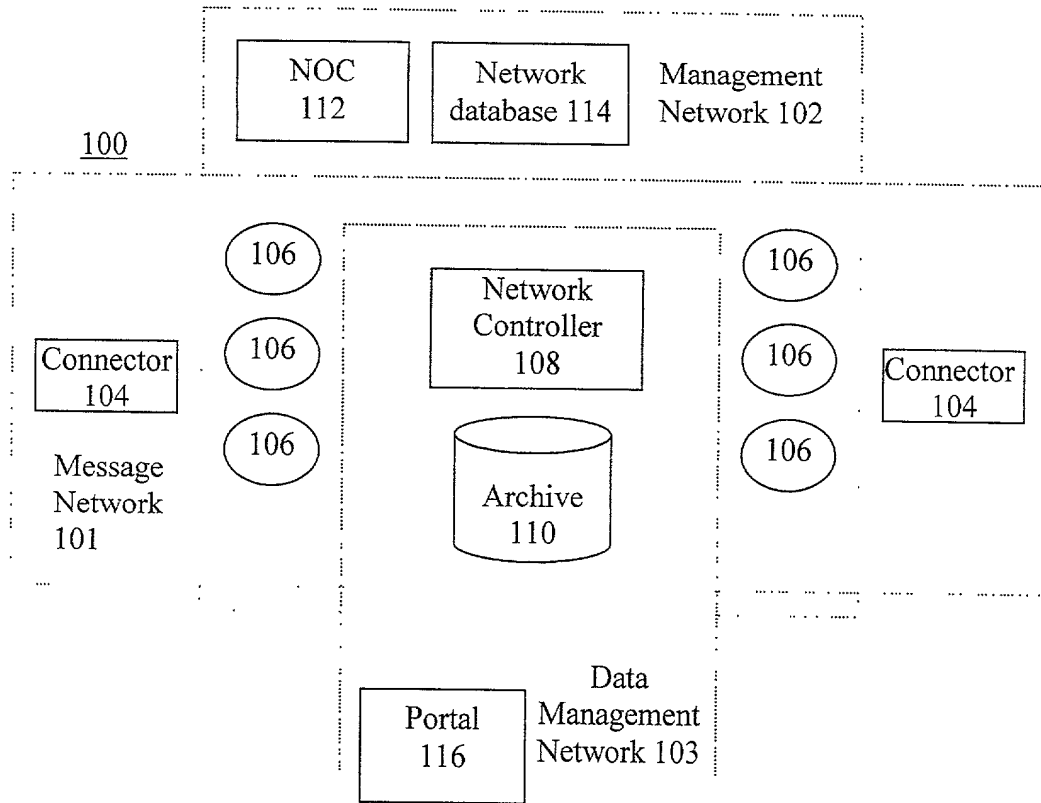 NOC
112
Network
database 114
Management
Network 102
100
106
106
106
Connector
104
Message
Network
101
Network
Controller
108
Archive
110
106
106
106
Connector
104
Portal
116
Data
Management
Network 103